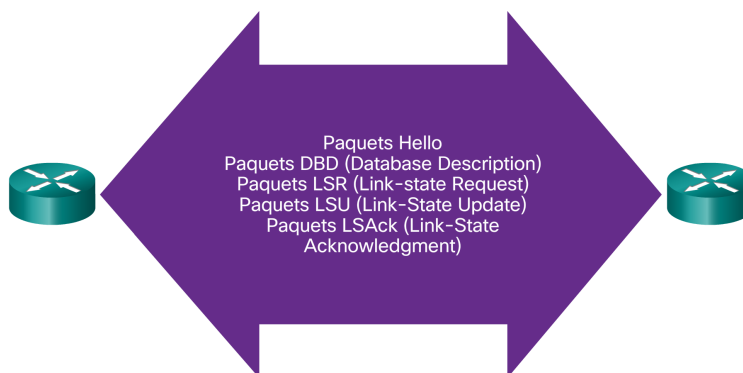 Paquets Hello
Paquets DBD (Database Description)
Paquets LSR (Link-state Request)
Paquets LSU (Link-State Update)
Paquets LSAck (Link-State
Acknowledgment)